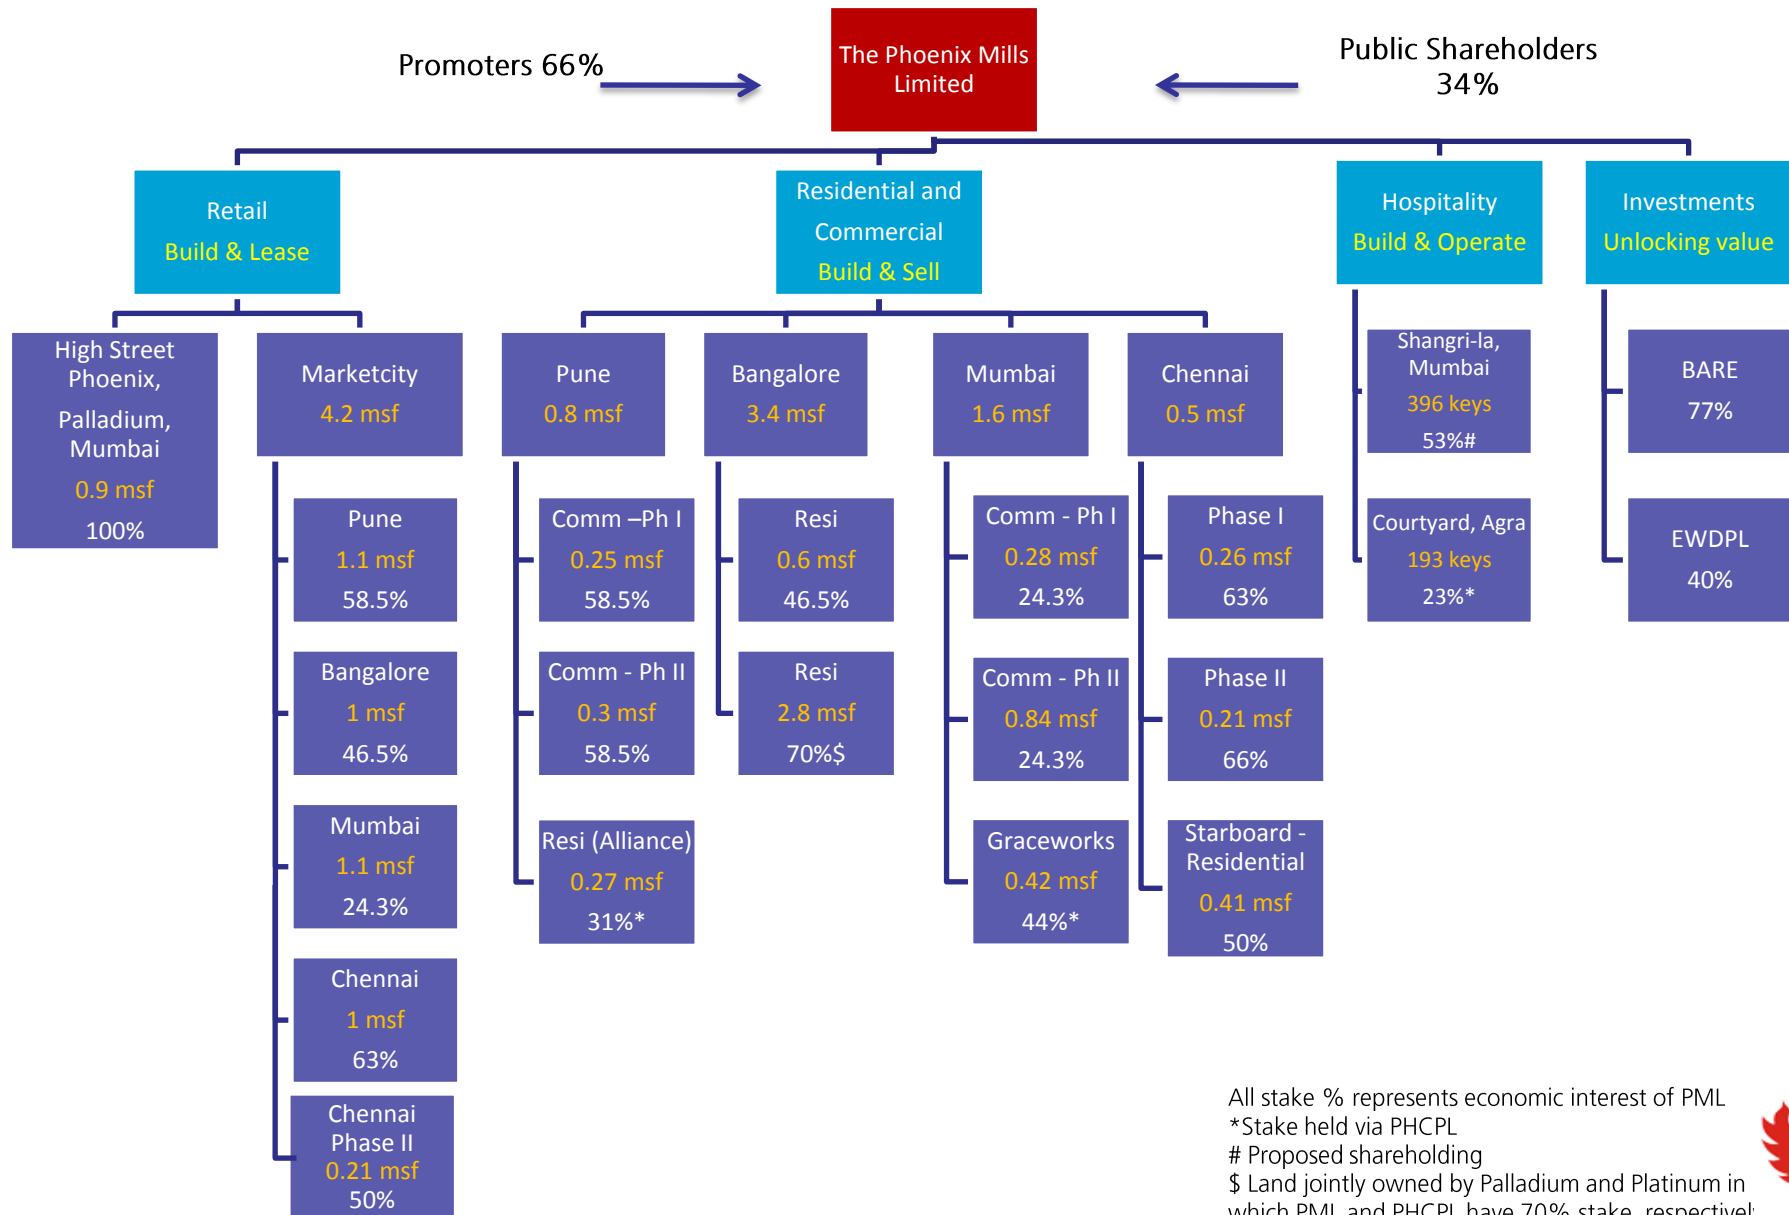 Promoters 66%
The Phoenix Mills
Limited
Public Shareholders
34%
Retail
Build & Lease
Residential and
Commercial
Build & Sell
Hospitality
Build & Operate
Investments
Unlocking value
High Street
Phoenix,
Palladium,
Mumbai
0.9 msf
100%
Marketcity
4.2 msf
Pune
1.1 msf
58.5%
Bangalore
1 msf
46.5%
Mumbai
1.1 msf
24.3%
Chennai
1 msf
63%
Chennai
Phase II
0.21 msf
50%
Pune
0.8 msf
Comm –Ph I
0.25 msf
58.5%
Comm - Ph II
0.3 msf
58.5%
Resi (Alliance)
0.27 msf
31%*
Bangalore
3.4 msf
Resi
0.6 msf
46.5%
Resi
2.8 msf
70%$
Mumbai
1.6 msf
Comm - Ph I
0.28 msf
24.3%
Comm - Ph II
0.84 msf
24.3%
Graceworks
0.42 msf
44%*
Chennai
0.5 msf
Phase I
0.26 msf
63%
Phase II
0.21 msf
66%
Starboard -
Residential
0.41 msf
50%
Shangri-la,
Mumbai
396 keys
53%#
Courtyard, Agra
193 keys
23%*
BARE
77%
EWDPL
40%
All stake % represents economic interest of PML
*Stake held via PHCPL
# Proposed shareholding
$ Land jointly owned by Palladium and Platinum in
which PML and PHCPL have 70% stake, respectively